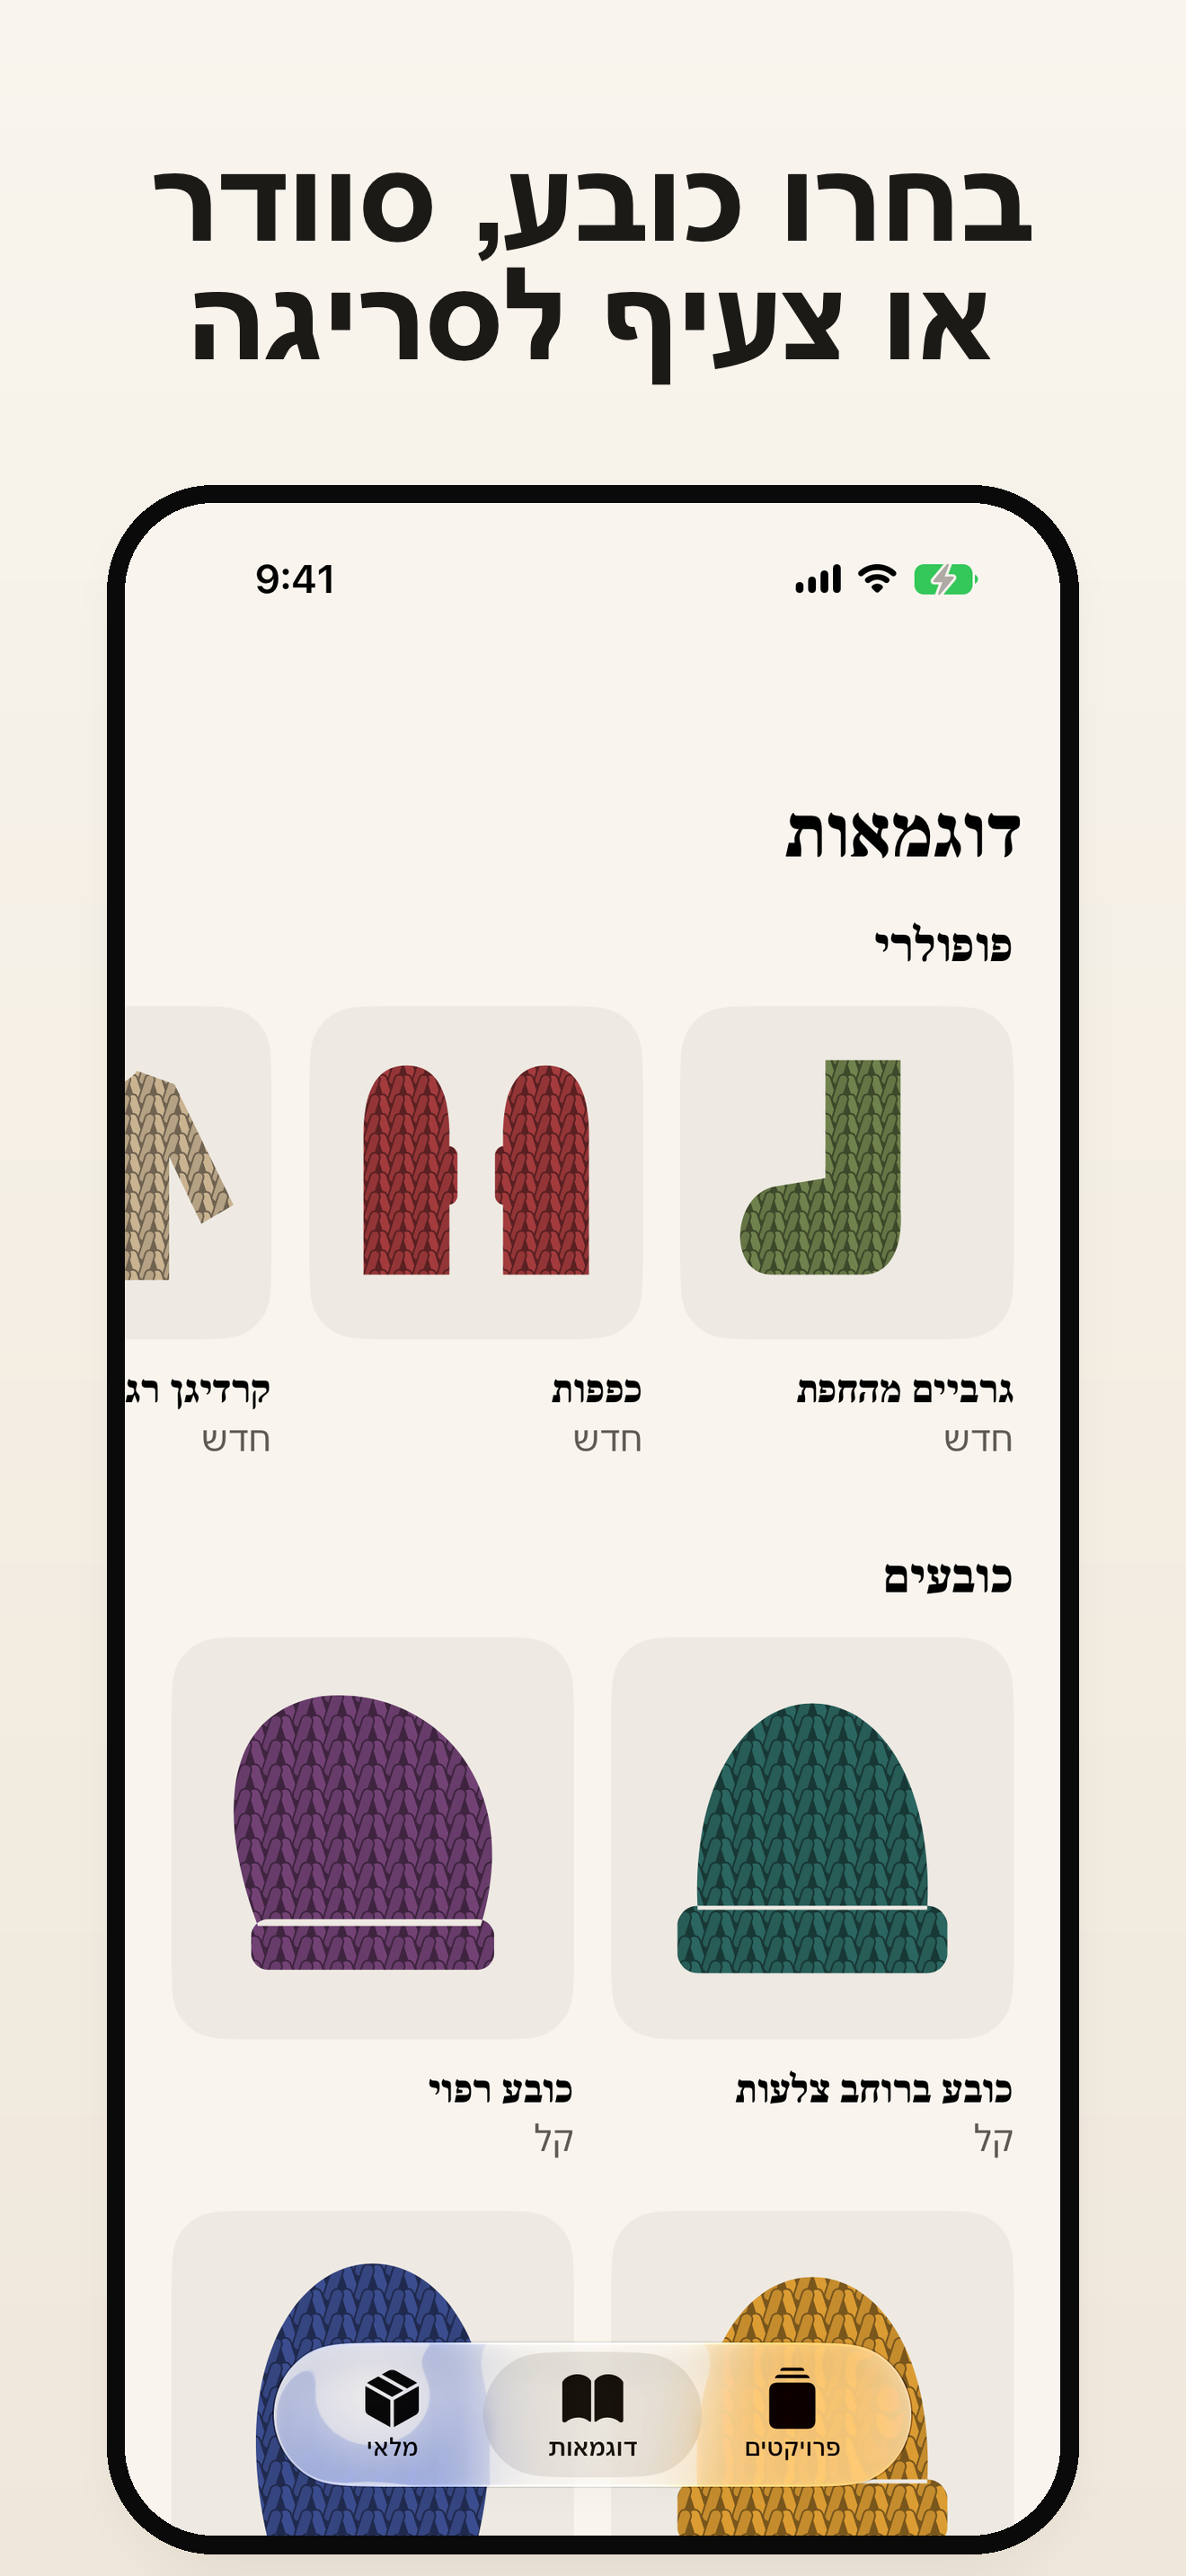 בחרו כובע, סוודר
או צעיף לסריגה
9:41
דוגמאות
פופולרי
גרביים מהחפת
חדש
כפפות
חדש
קרדיגן רג
חדש
כובעים
כובע ברוחב צלעות
קל
כובע רפוי
קל
פרויקטים
דוגמאות
מלאי